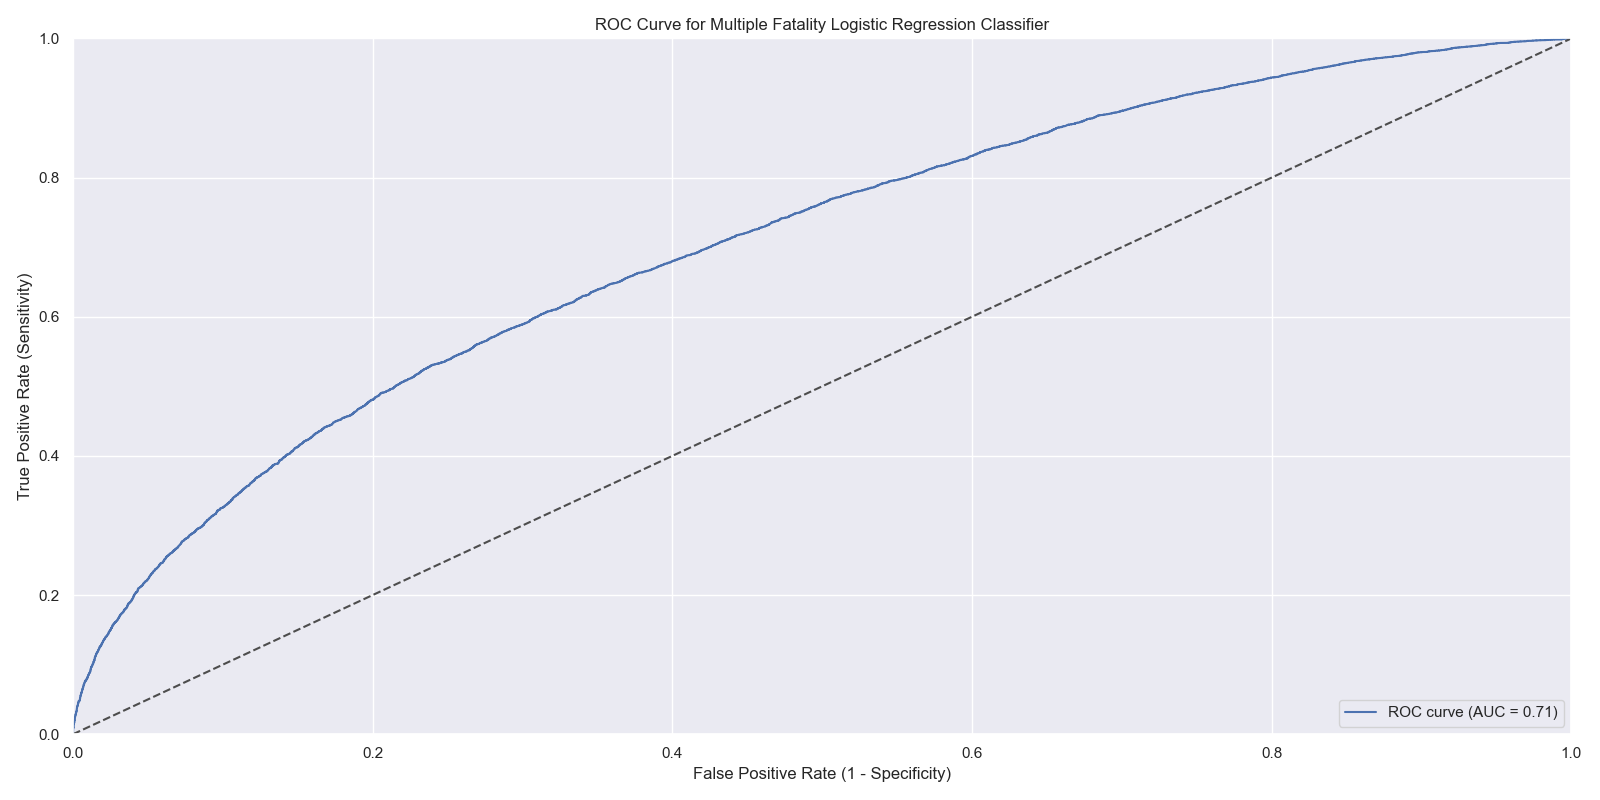 ROC Curve for Multiple Fatality Logistic Regression Classifier
1.0
0.8
0.6
0.4
0.2
0.0
True Positive Rate (Sensitivity)
ROC curve (AUC = 0.71)
0.0 0.2 0.4 0.6 0.8 1.0
False Positive Rate (1 - Specificity)